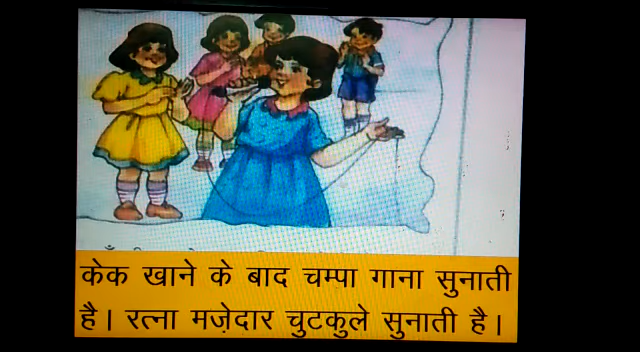 केक खाने के बाद चम्पा गाना सुनाती
है। रत्ना मज़ेदार चुटकुले सुनाती है।